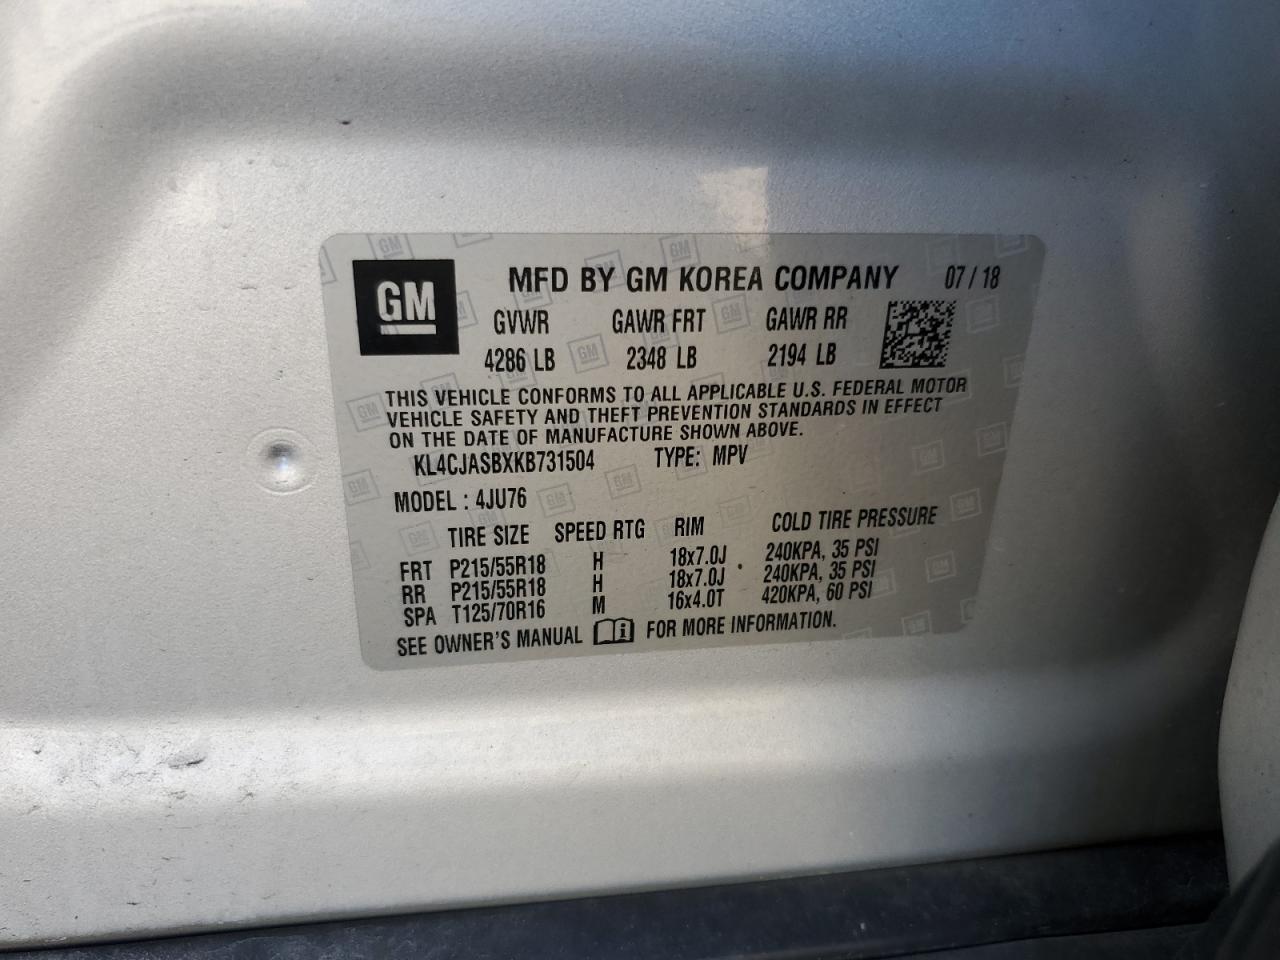 GM MFD BY GM KOREA COMPANY 07 / 18
GVWR GAWR FRT GAWR RR
4286 LB 2348 LB 2194 LB
THIS VEHICLE CONFORMS TO ALL APPLICABLE U.S. FEDERAL MOTOR
VEHICLE SAFETY AND THEFT PREVENTION STANDARDS IN EFFECT
ON THE DATE OF MANUFACTURE SHOWN ABOVE.
KL4CJASBXKB731504 TYPE: MPV
MODEL : 4JU76
TIRE SIZE SPEED RTG RIM COLD TIRE PRESSURE
FRT P215/55R18 H 18x7.0J 240KPA, 35 PSI
RR P215/55R18 H 18x7.0J 240KPA, 35 PSI
SPA T125/70R16 M 16x4.0T 420KPA, 60 PSI
SEE OWNER'S MANUAL FOR MORE INFORMATION.